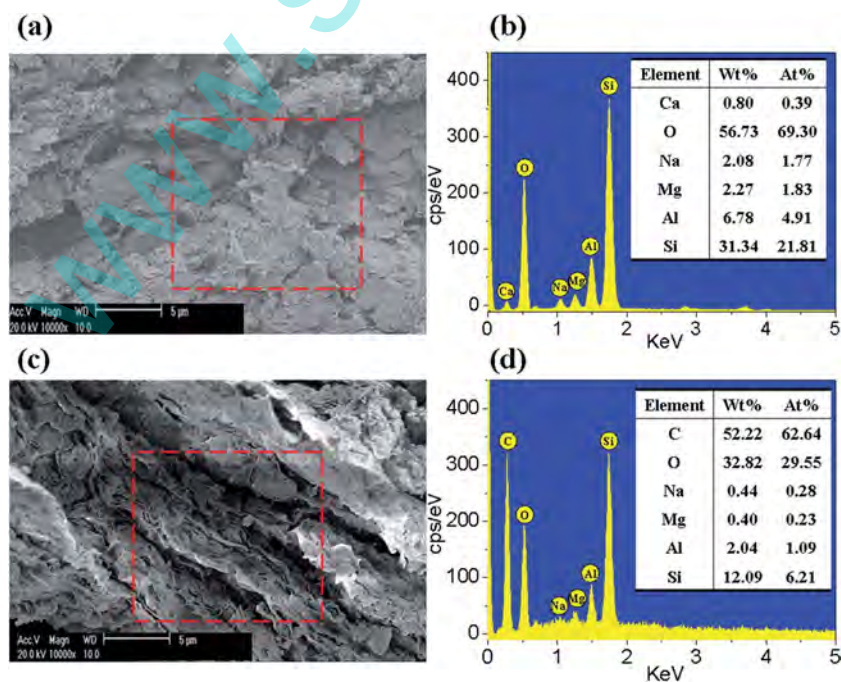 (a)
(b)
www.s
Acc.V Magn WD 5 µm
20.0 kV 10000x 10.0
cps/eV
400
300
200
100
0
0 1 2 3 4 5
KeV
Ca
O
Na
Mg
Al
Si
Element Wt% At%
Ca 0.80 0.39
O 56.73 69.30
Na 2.08 1.77
Mg 2.27 1.83
Al 6.78 4.91
Si 31.34 21.81
(c)
(d)
Acc.V Magn WD 5 µm
20.0 kV 10000x 10.0
cps/eV
400
300
200
100
0
0 1 2 3 4 5
KeV
C
O
Na
Mg
Al
Si
Element Wt% At%
C 52.22 62.64
O 32.82 29.55
Na 0.44 0.28
Mg 0.40 0.23
Al 2.04 1.09
Si 12.09 6.21